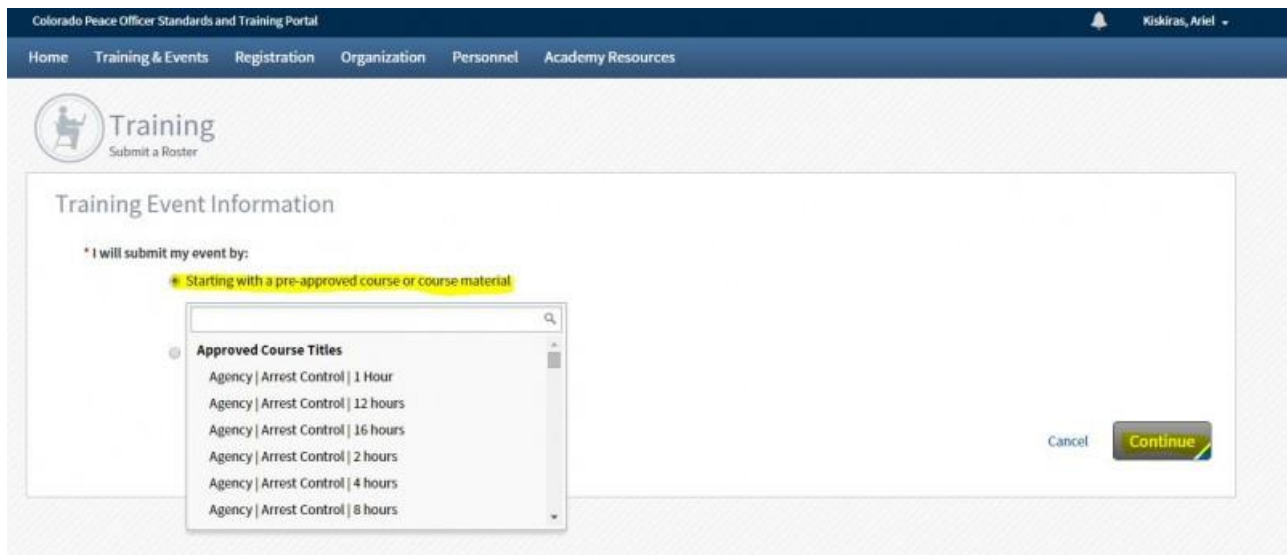 Colorado Peace Officer Standards and Training Portal
Kiskiras, Ariel
Home Training & Events Registration Organization Personnel Academy Resources
Training
Submit a Roster
Training Event Information
* I will submit my event by:
Starting with a pre-approved course or course material
Approved Course Titles
Agency | Arrest Control | 1 Hour
Agency | Arrest Control | 12 hours
Agency | Arrest Control | 16 hours
Agency | Arrest Control | 2 hours
Agency | Arrest Control | 4 hours
Agency | Arrest Control | 8 hours
Cancel Continue